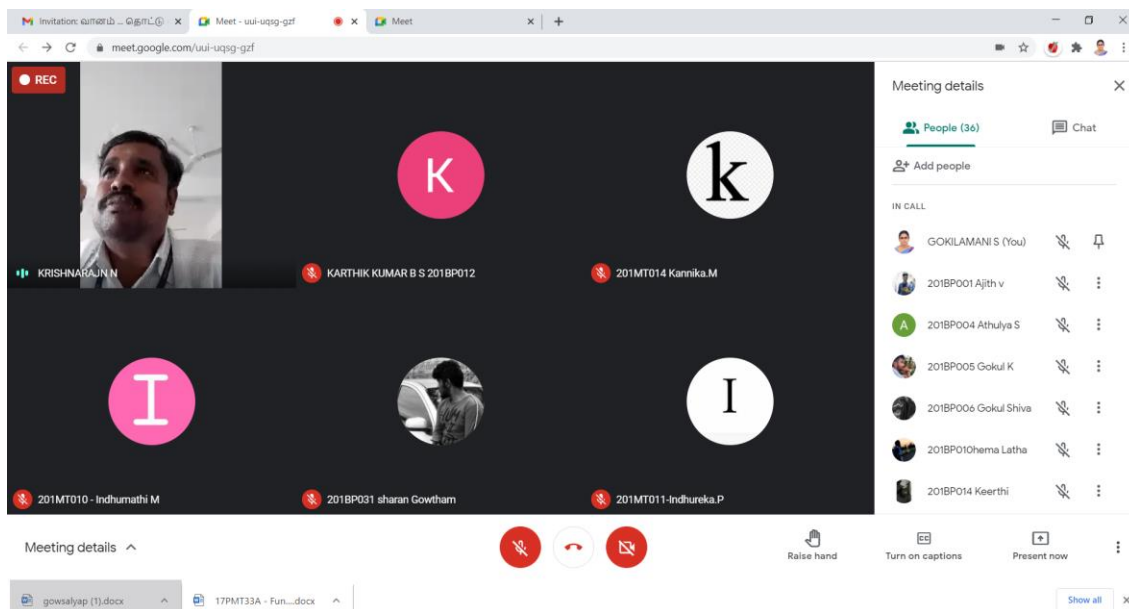 Invitation: வானம் ... தொட்டு
Meet - uui-uqsg-gzf
Meet
meet.google.com/uui-uqsg-gzf
REC
Meeting details
People (36)
Chat
Add people
IN CALL
GOKILAMANI S (You)
201BP001 Ajith v
A
201BP004 Athulya S
201BP005 Gokul K
201BP006 Gokul Shiva
201BP010hema Latha
201BP014 Keerthi
K
k
KRISHNARAJN N
KARTHIK KUMAR B S 201BP012
201MT014 Kannika.M
I
I
201MT010 - Indhumathi M
201BP031 sharan Gowtham
201MT011-Indhureka.P
Meeting details
Raise hand
CC
Turn on captions
Present now
gowsalyap (1).docx
17PMT33A - Fun....docx
Show all